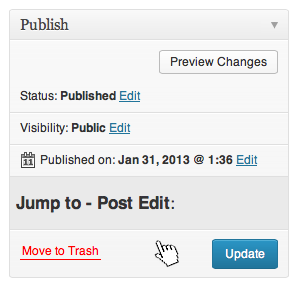 Publish
Preview Changes
Status: Published Edit
Visibility: Public Edit
11 Published on: Jan 31, 2013 @ 1:36 Edit
Jump to - Post Edit:
Move to Trash
Update